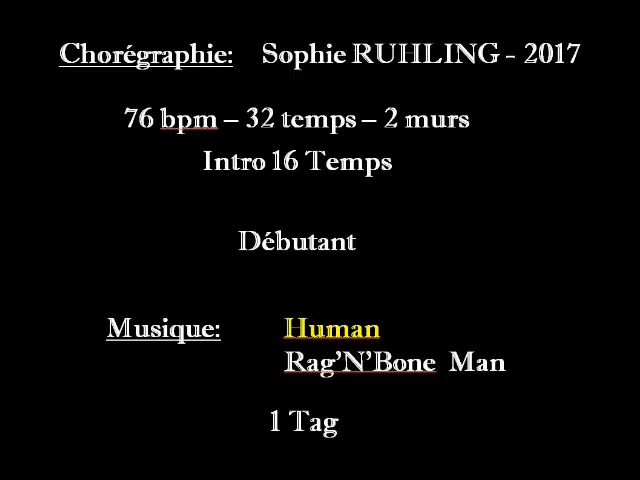 Chorégraphie: Sophie RUHLING - 2017
76 bpm – 32 temps – 2 murs
Intro 16 Temps
Débutant
Musique: Human
Rag’N’Bone Man
1 Tag